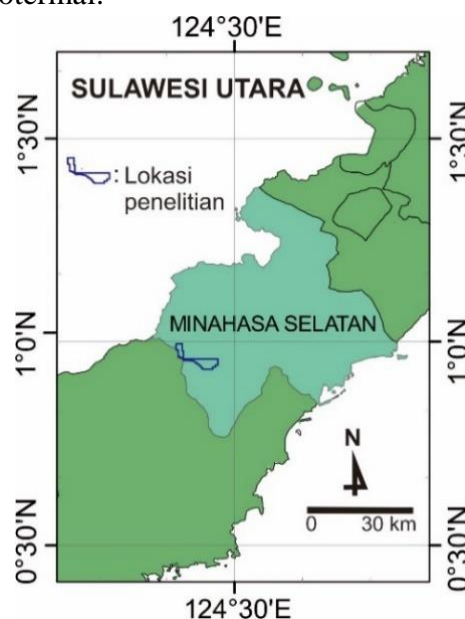 otermal.
124°30'E
SULAWESI UTARA
1°30'N
1°30'N
: Lokasi
penelitian
MINAHASA SELATAN
1°0'N
1°0'N
N
0 30 km
0°30'N
0°30'N
124°30'E